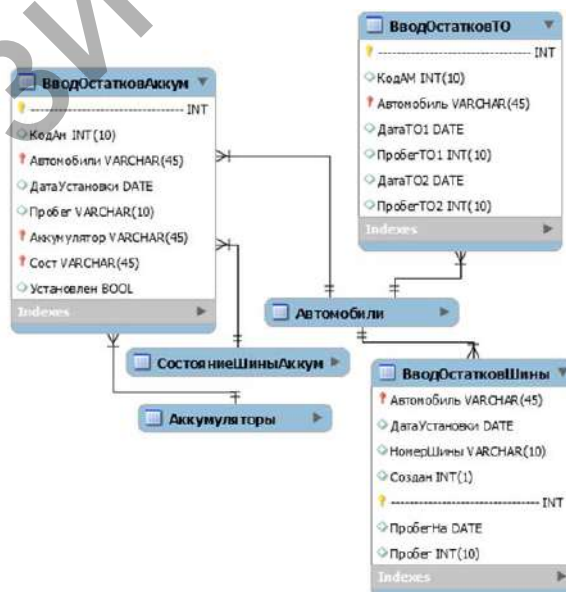 ЗИ
ВводОстатковАккум
---------------------------------- INT
КодАн INT(10)
Автомобили VARCHAR(45)
ДатаУстановки DATE
Пробег VARCHAR(10)
Аккумулятор VARCHAR(45)
Сост VARCHAR(45)
Установлен BOOL
Indexes
ВводОстатковТО
---------------------------------- INT
КодАМ INT(10)
Автомобиль VARCHAR(45)
ДатаТО1 DATE
ПробегТО1 INT(10)
ДатаТО2 DATE
ПробегТО2 INT(10)
Indexes
Автомобили
СостояниеШиныАккум
Аккумуляторы
ВводОстатковШины
Автомобиль VARCHAR(45)
ДатаУстановки DATE
НомерШины VARCHAR(10)
Создан INT(1)
---------------------------------- INT
ПробегНа DATE
Пробег INT(10)
Indexes